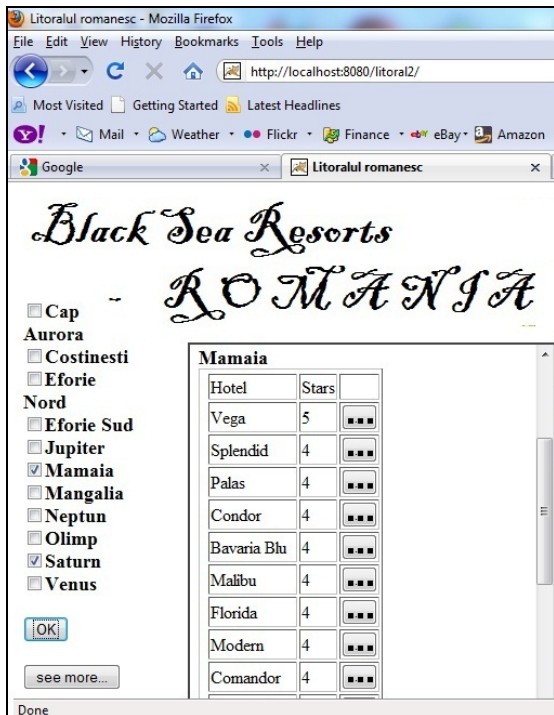 Litoralul romanesc - Mozilla Firefox
File Edit View History Bookmarks Tools Help
http://localhost:8080/litoral2/
Most Visited Getting Started Latest Headlines
Y! Mail Weather Flickr Finance eBay Amazon
Google Litoralul romanesc
Black Sea Resorts
- ROMANIA
Cap
Aurora
Costinesti
Eforie
Nord
Eforie Sud
Jupiter
Mamaia
Mangalia
Neptun
Olimp
Saturn
Venus
OK
see more...
Mamaia
Hotel Stars
Vega 5 ...
Splendid 4 ...
Palas 4 ...
Condor 4 ...
Bavaria Blu 4 ...
Malibu 4 ...
Florida 4 ...
Modern 4 ...
Comandor 4 ...
Done